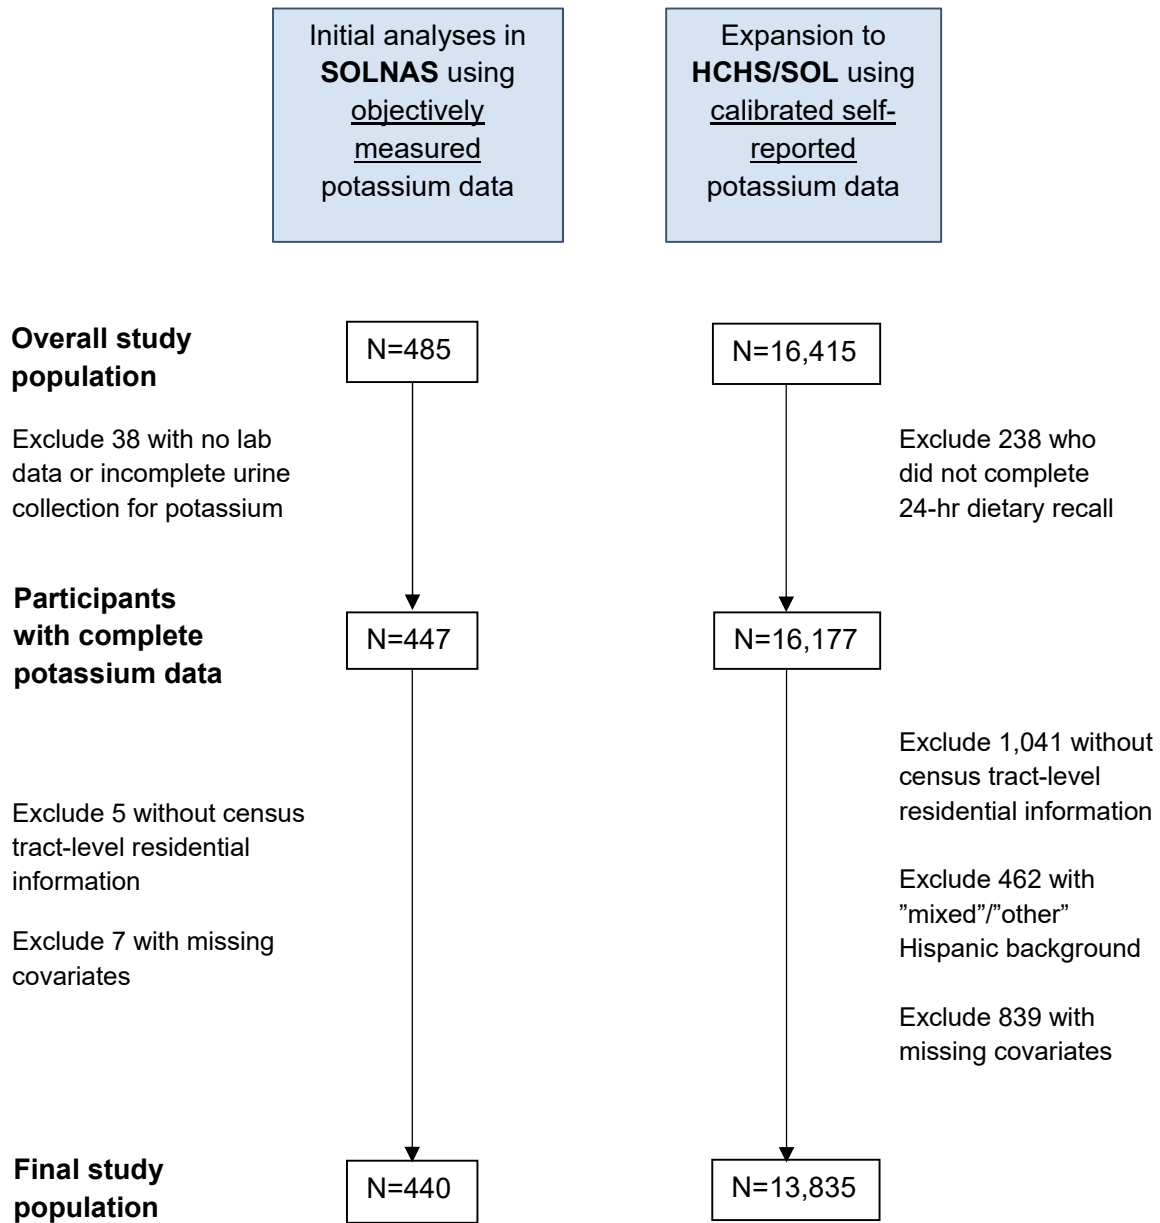 Initial analyses in
SOLNAS using
objectively
measured
potassium data
Expansion to
HCHS/SOL using
calibrated self-
reported
potassium data
Overall study
population
N=485
N=16,415
Exclude 38 with no lab
data or incomplete urine
collection for potassium
Exclude 238 who
did not complete
24-hr dietary recall
Participants
with complete
potassium data
N=447
N=16,177
Exclude 5 without census
tract-level residential
information
Exclude 7 with missing
covariates
Exclude 1,041 without
census tract-level
residential information
Exclude 462 with
”mixed”/”other”
Hispanic background
Exclude 839 with
missing covariates
Final study
population
N=440
N=13,835